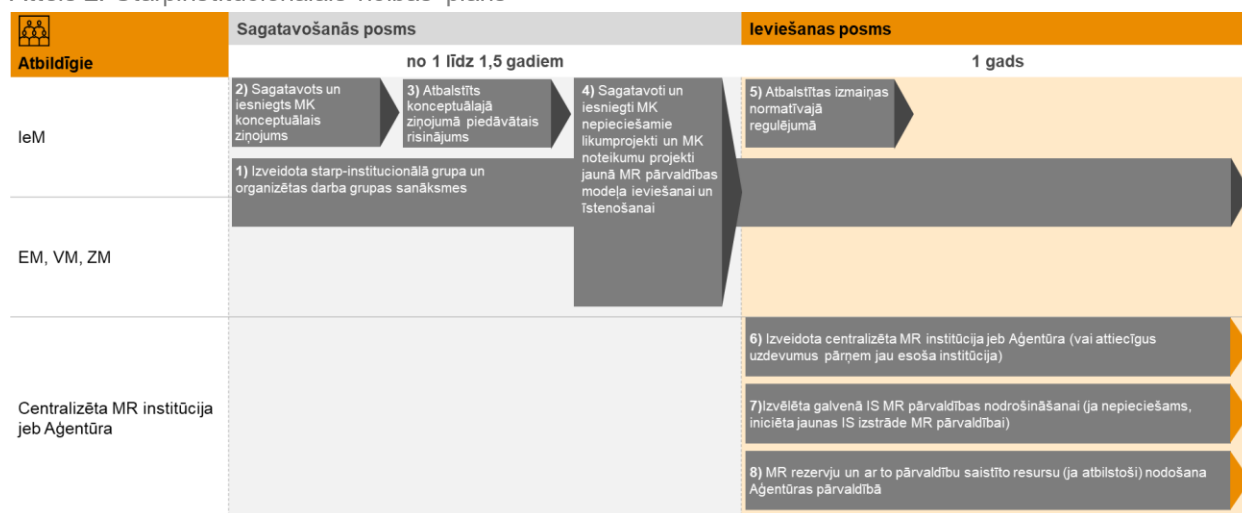 Sagatavošanās posms
Ieviešanas posms
Atbildīgie
no 1 līdz 1,5 gadiem
1 gads
IeM
2) Sagatavots un
iesniegts MK
konceptuālais
ziņojums
3) Atbalstīts
konceptuālajā
ziņojumā piedāvātais
risinājums
4) Sagatavoti un
iesniegti MK
nepieciešamie
likumprojekti un MK
noteikumu projekti
jaunā MR pārvaldības
modeļa ieviešanai un
īstenošanai
5) Atbalstītas izmaiņas
normatīvajā
regulējumā
1) Izveidota starp-institucionālā grupa un
organizētas darba grupas sanāksmes
EM, VM, ZM
Centralizēta MR institūcija
jeb Aģentūra
6) Izveidota centralizēta MR institūcija jeb Aģentūra (vai attiecīgus
uzdevumus pārņem jau esoša institūcija)
7)Izvēlēta galvenā IS MR pārvaldības nodrošināšanai (ja nepieciešams,
iniciēta jaunas IS izstrāde MR pārvaldībai)
8) MR rezervju un ar to pārvaldību saistīto resursu (ja atbilstoši) nodošana
Aģentūras pārvaldībā